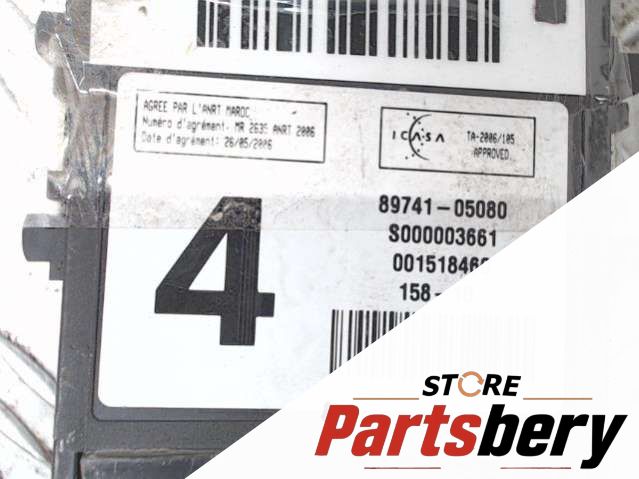 AGREE PAR L'ANRT MAROC
Numéro d'agrément: MR 2635 ANRT 2006
Date d'agrément: 26/05/2006
ICASA
TA-2006/105
APPROVED
4
89741-05080
S000003661
00151846
158-
STORE
Partsbery